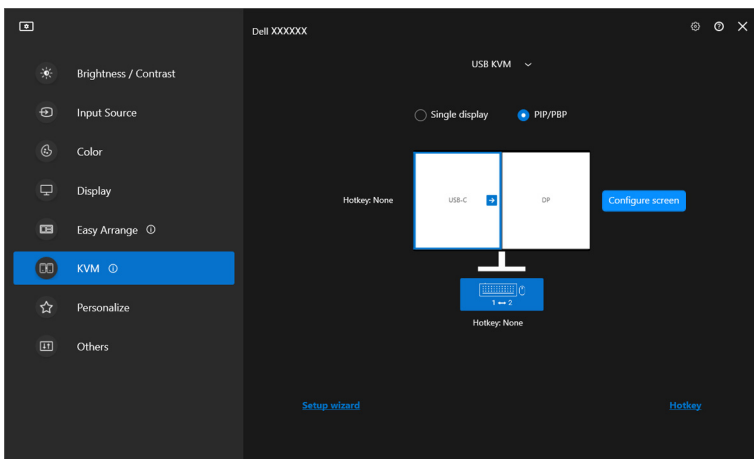 Dell XXXXXX
Brightness / Contrast
Input Source
Color
Display
Easy Arrange
KVM
Personalize
Others
USB KVM
Single display
PIP/PBP
Hotkey: None
USB-C
DP
Configure screen
1 ↔ 2
Hotkey: None
Setup wizard
Hotkey